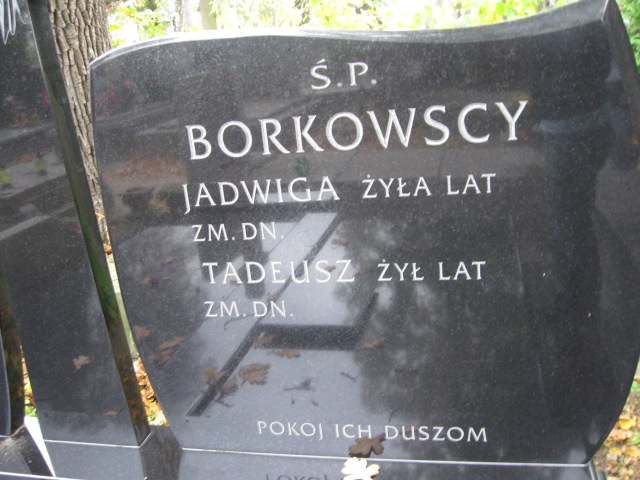 Ś.P.
BORKOWSCY
JADWIGA ŻYŁA LAT
ZM. DN.
TADEUSZ ŻYŁ LAT
ZM. DN.
POKOJ ICH DUSZOM